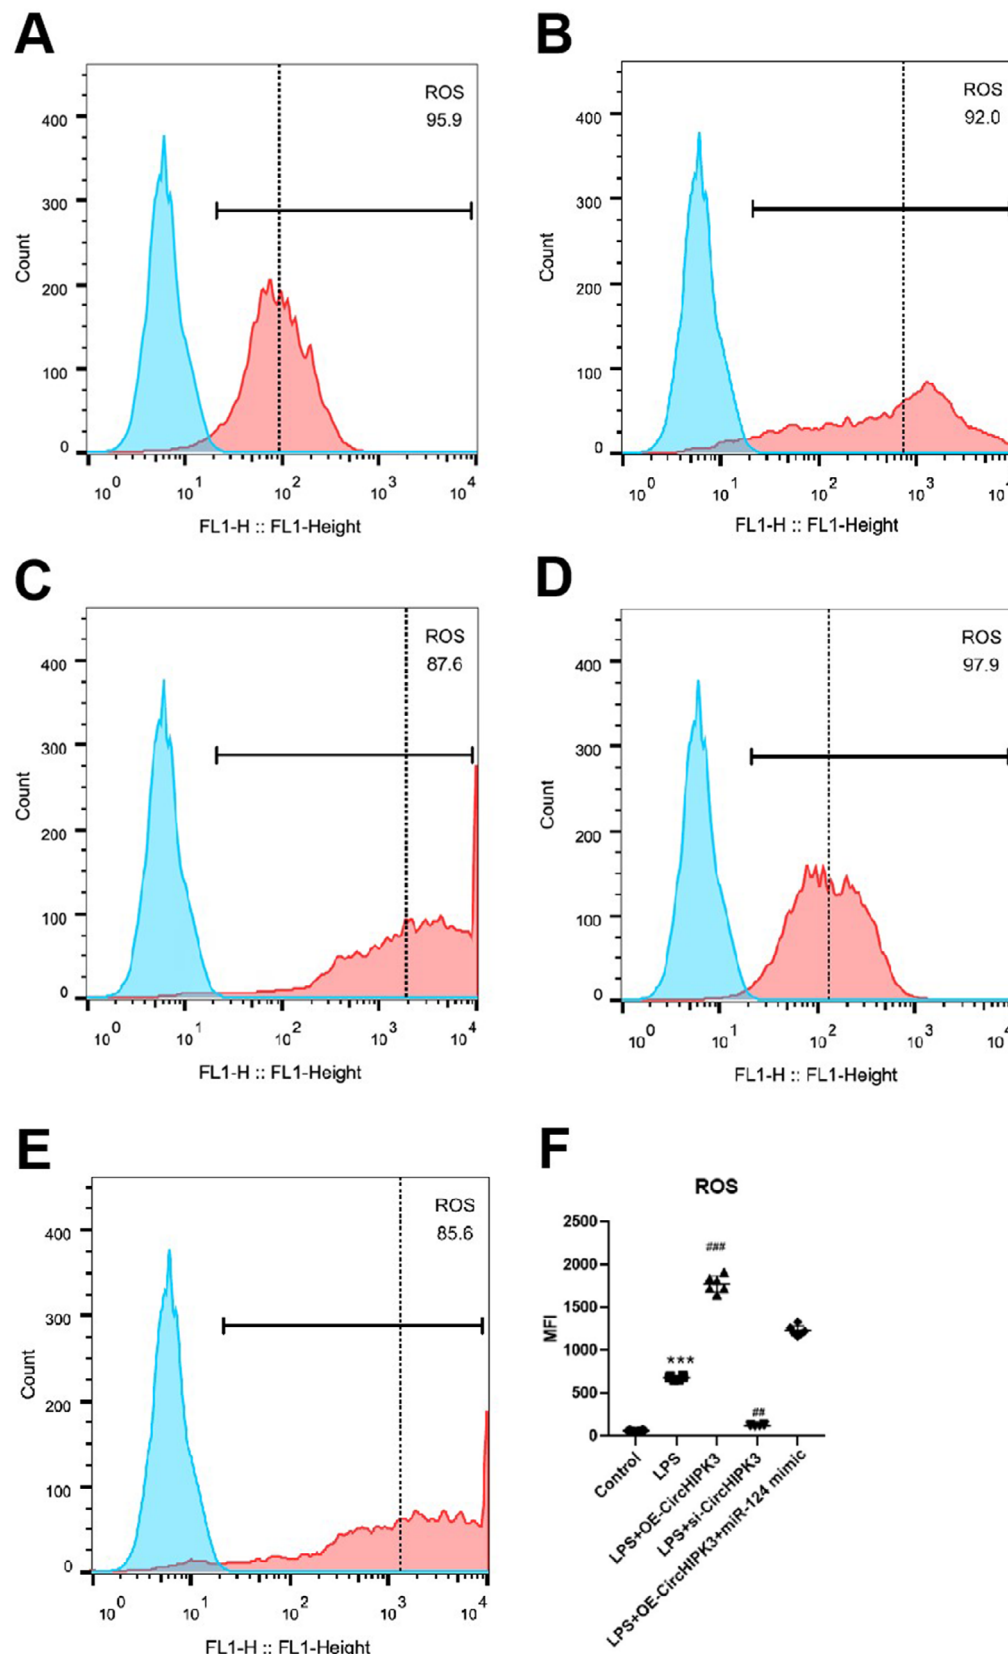 A
ROS
95.9
400
300
200
100
0
Count
10^0 10^1 10^2 10^3 10^4
FL1-H :: FL1-Height
B
ROS
92.0
400
300
200
100
0
Count
10^0 10^1 10^2 10^3 10
FL1-H :: FL1-Height
C
ROS
87.6
400
300
200
100
0
Count
10^0 10^1 10^2 10^3 10^4
FL1-H :: FL1-Height
D
ROS
97.9
400
300
200
100
0
Count
10^0 10^1 10^2 10^3 10
FL1-H :: FL1-Height
E
ROS
85.6
400
300
200
100
0
Count
10^0 10^1 10^2 10^3 10^4
FL1-H :: FL1-Height
F
ROS
2500
2000
1500
1000
500
0
MFI
***
###
##
Control
LPS
LPS+OE-CircHIPK3
LPS+si-CircHIPK3
LPS+OE-CircHIPK3+miR-124 mimic